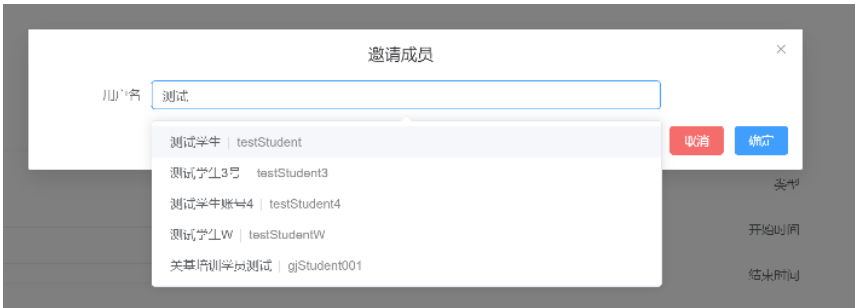 邀请成员
用户名 测试
测试学生 | testStudent
取消 确定
测试学生3号 testStudent3
类型
测试学生账号4 | testStudent4
测试学生W | testStudentW
开始时间
关基培训学员测试 | gjStudent001
结束时间